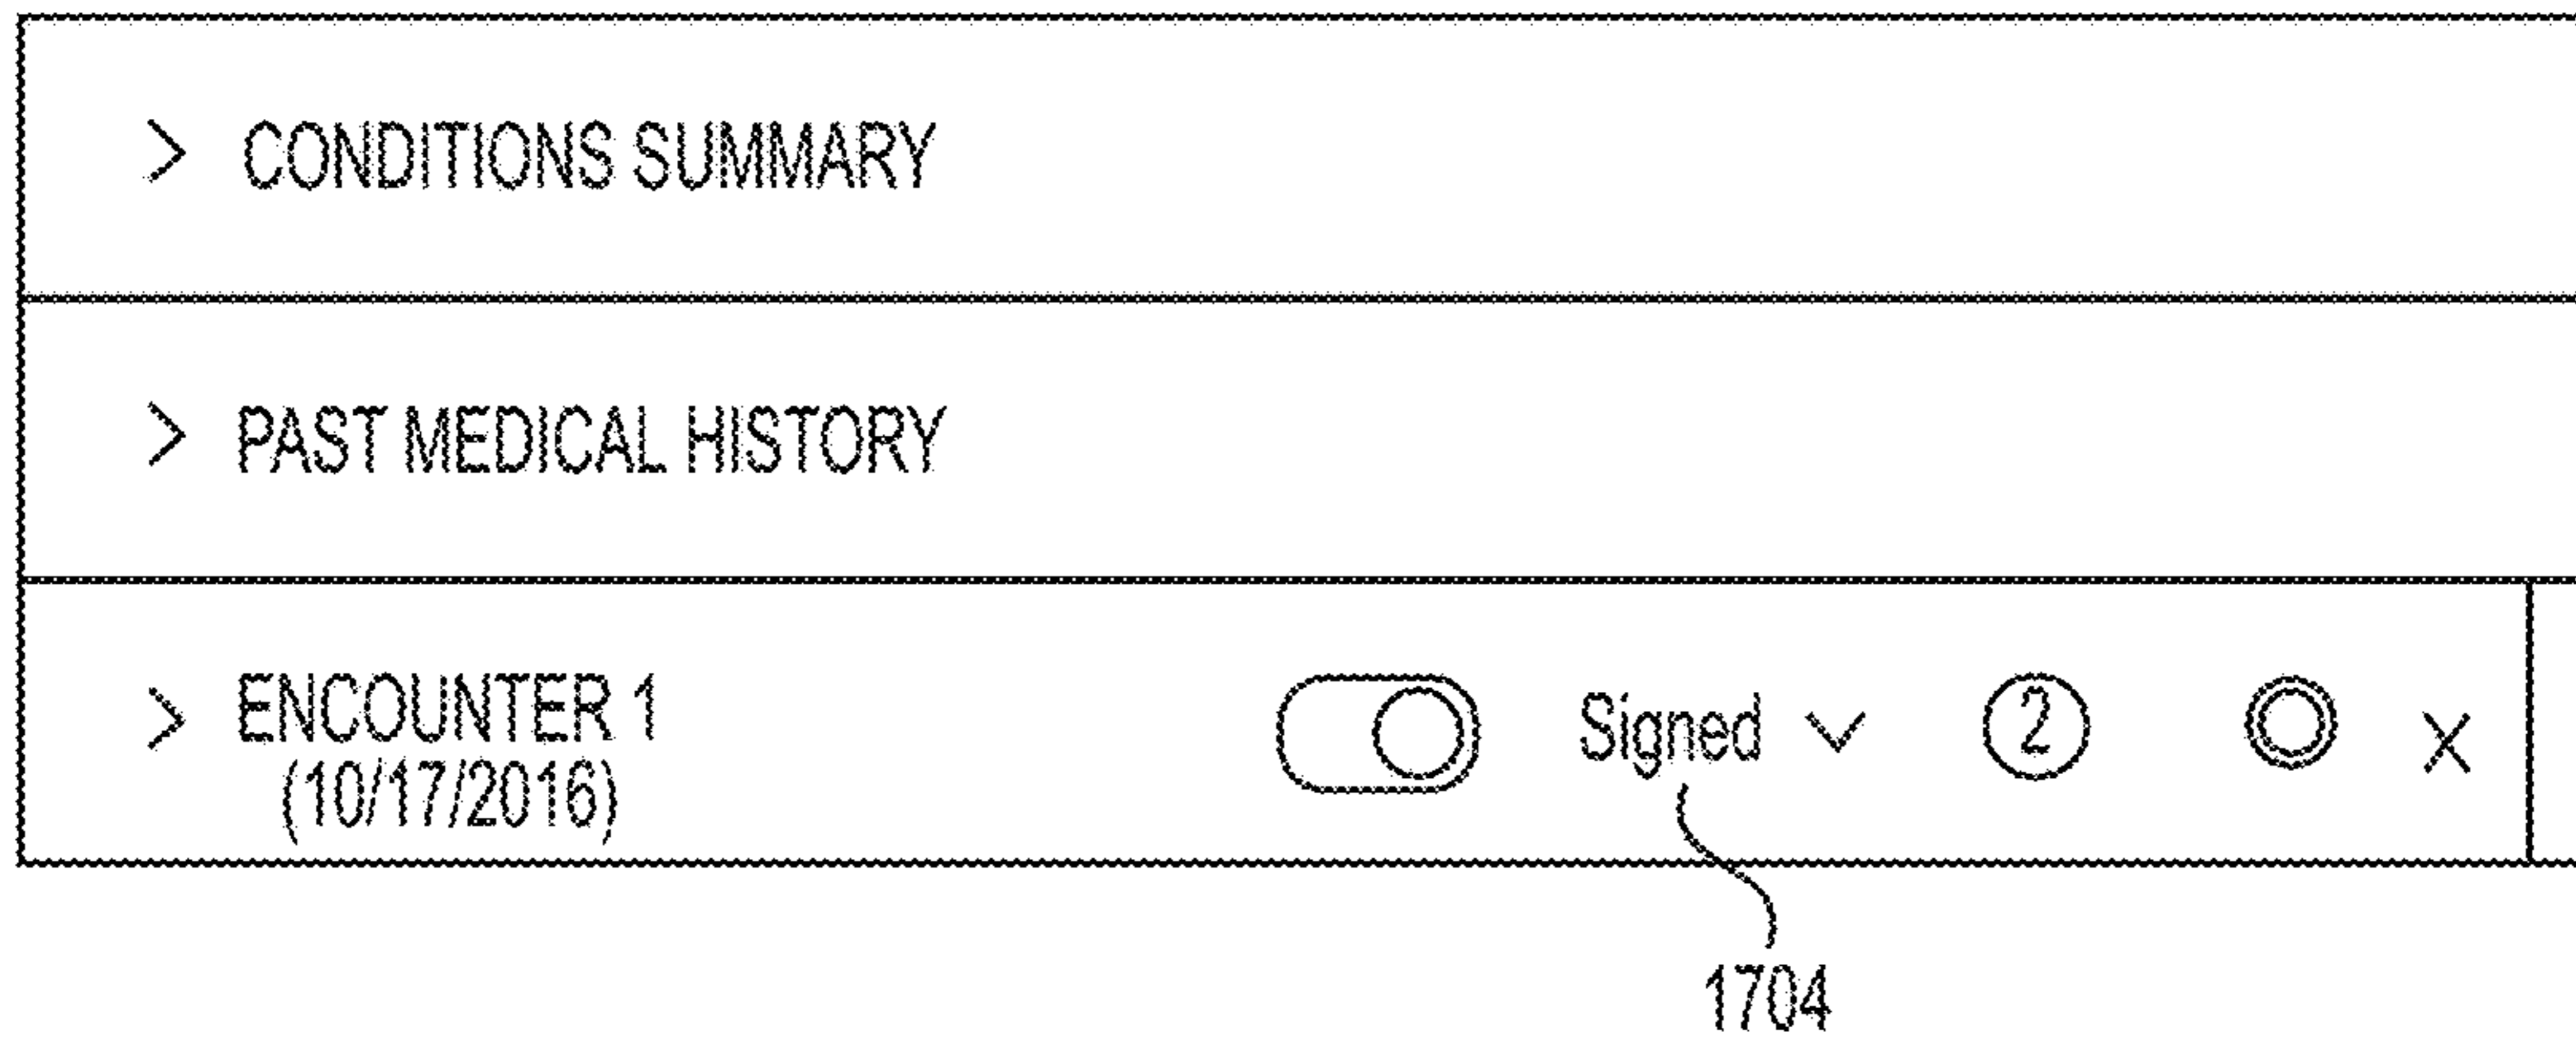 > CONDITIONS SUMMARY
> PAST MEDICAL HISTORY
> ENCOUNTER 1
(10/17/2016)
Signed
2
X
1704